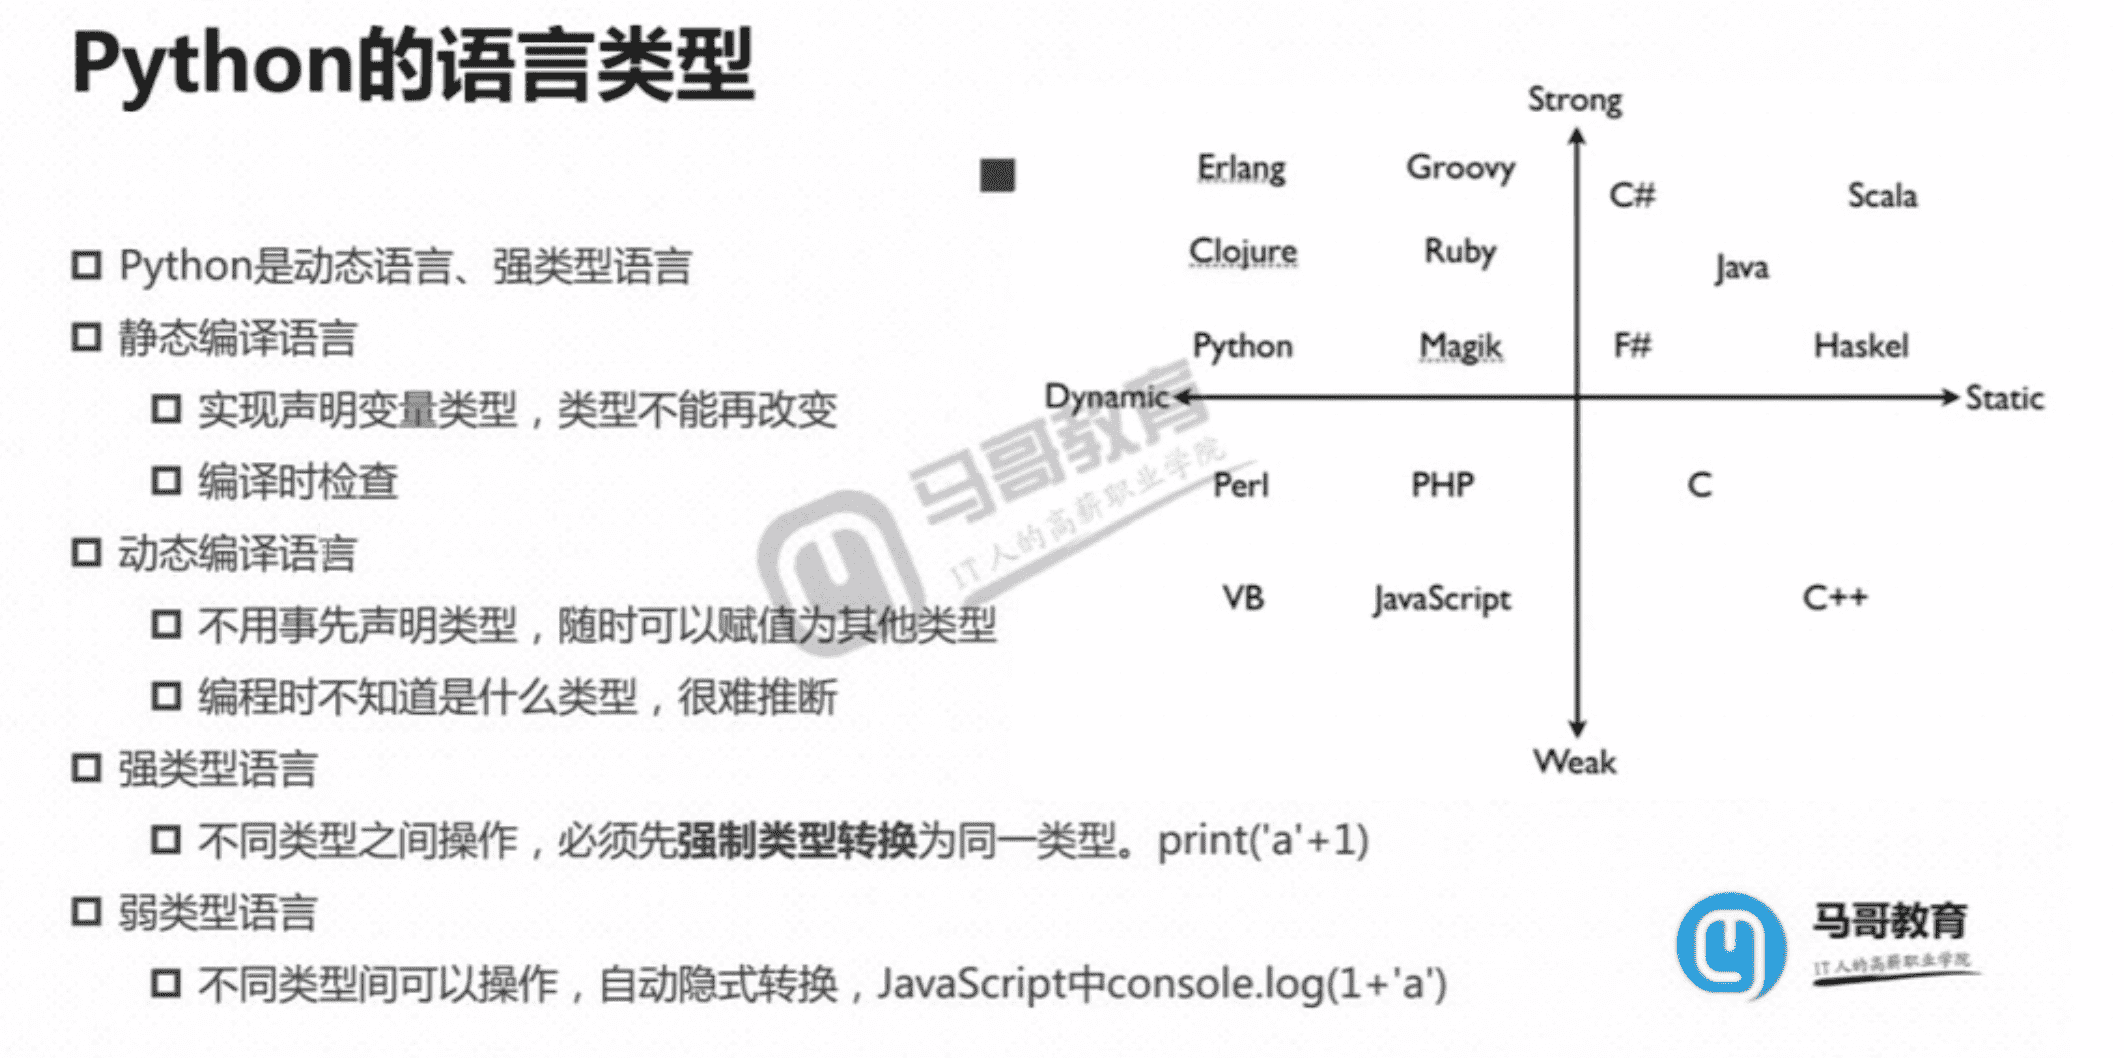 Python的语言类型
Python是动态语言、强类型语言
静态编译语言
实现声明变量类型，类型不能再改变
编译时检查
动态编译语言
不用事先声明类型，随时可以赋值为其他类型
编程时不知道是什么类型，很难推断
强类型语言
不同类型之间操作，必须先强制类型转换为同一类型。print('a'+1)
弱类型语言
不同类型间可以操作，自动隐式转换，JavaScript中console.log(1+'a')
Strong
Erlang Groovy C# Scala
Clojure Ruby Java
Python Magik F# Haskel
Dynamic Static
Perl PHP C
VB JavaScript C++
Weak
马哥教育
IT人的高薪职业学院
马哥教育
IT人的高薪职业学院